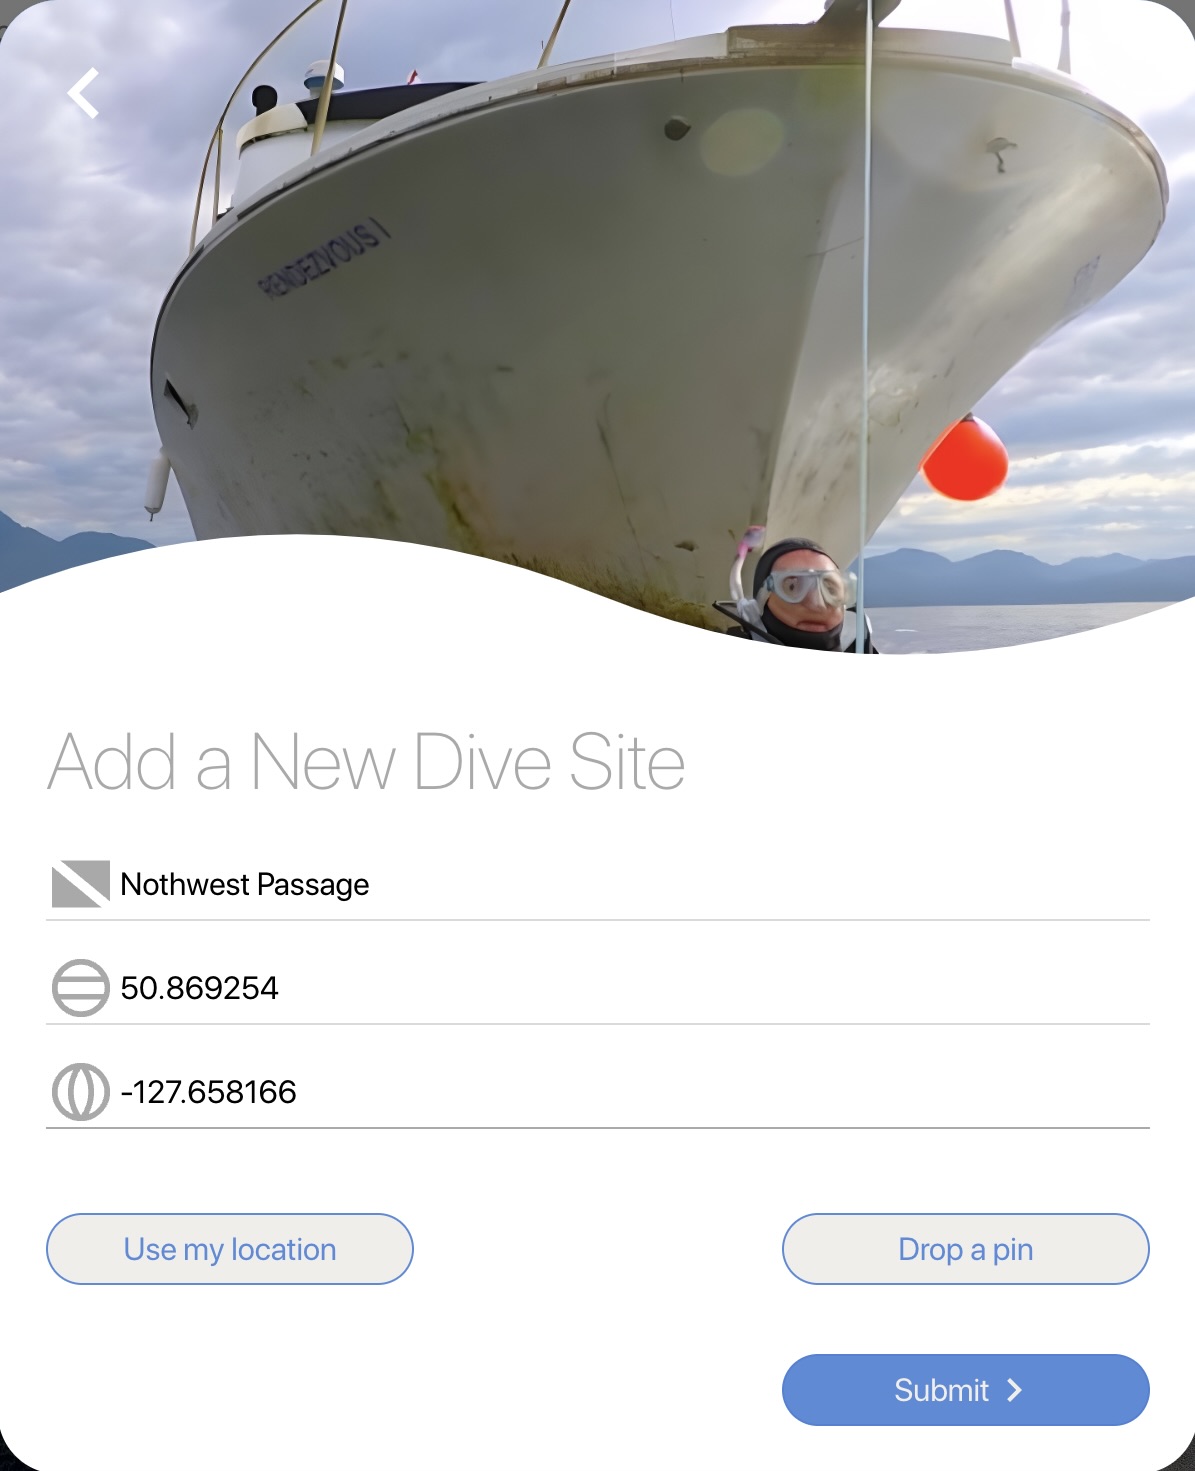 RENDEZVOUS I
Add a New Dive Site
Nothwest Passage
50.869254
-127.658166
Use my location
Drop a pin
Submit